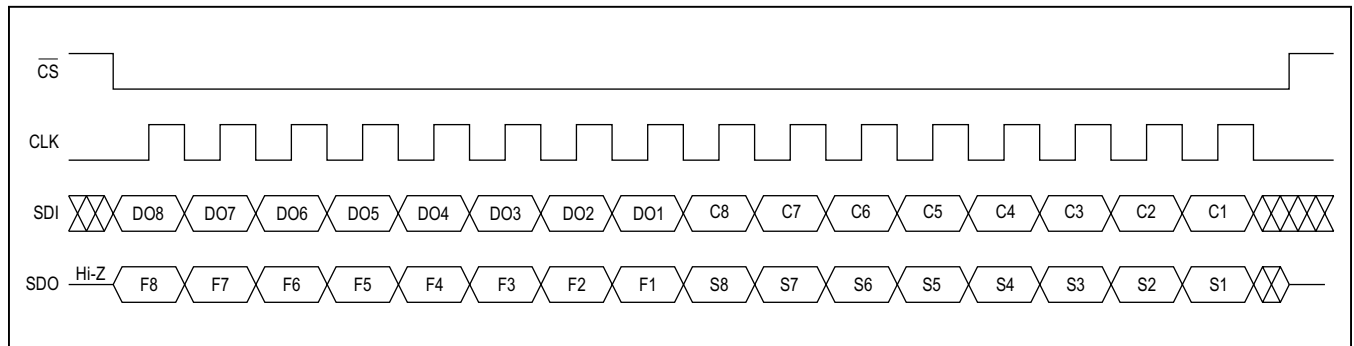 CS
CLK
SDI DO8 DO7 DO6 DO5 DO4 DO3 DO2 DO1 C8 C7 C6 C5 C4 C3 C2 C1
SDO Hi-Z F8 F7 F6 F5 F4 F3 F2 F1 S8 S7 S6 S5 S4 S3 S2 S1